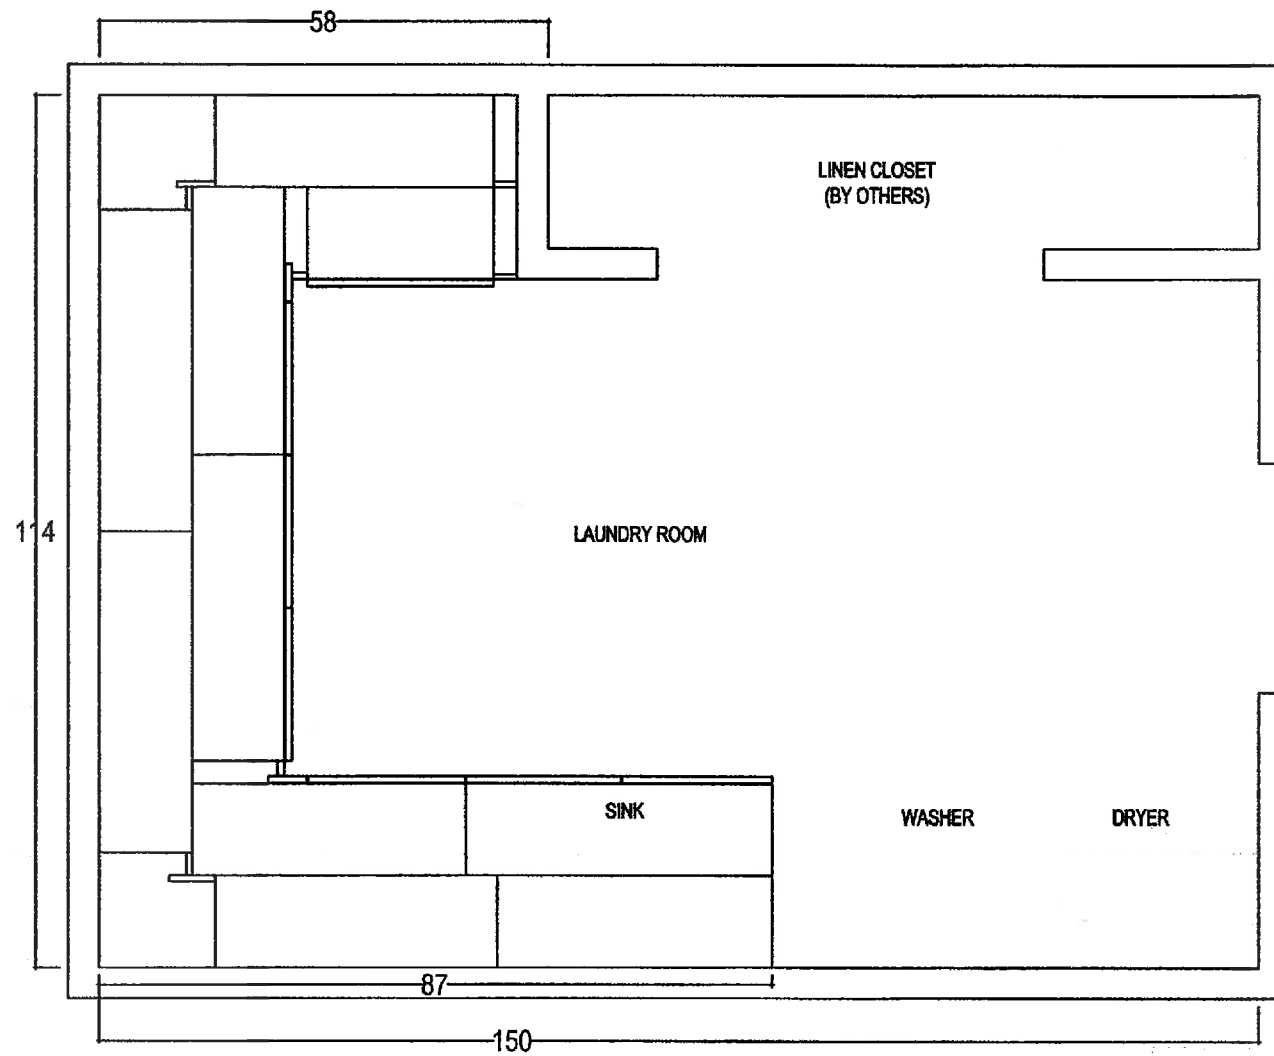 58
LINEN CLOSET
(BY OTHERS)
114
LAUNDRY ROOM
SINK
WASHER
DRYER
87
150